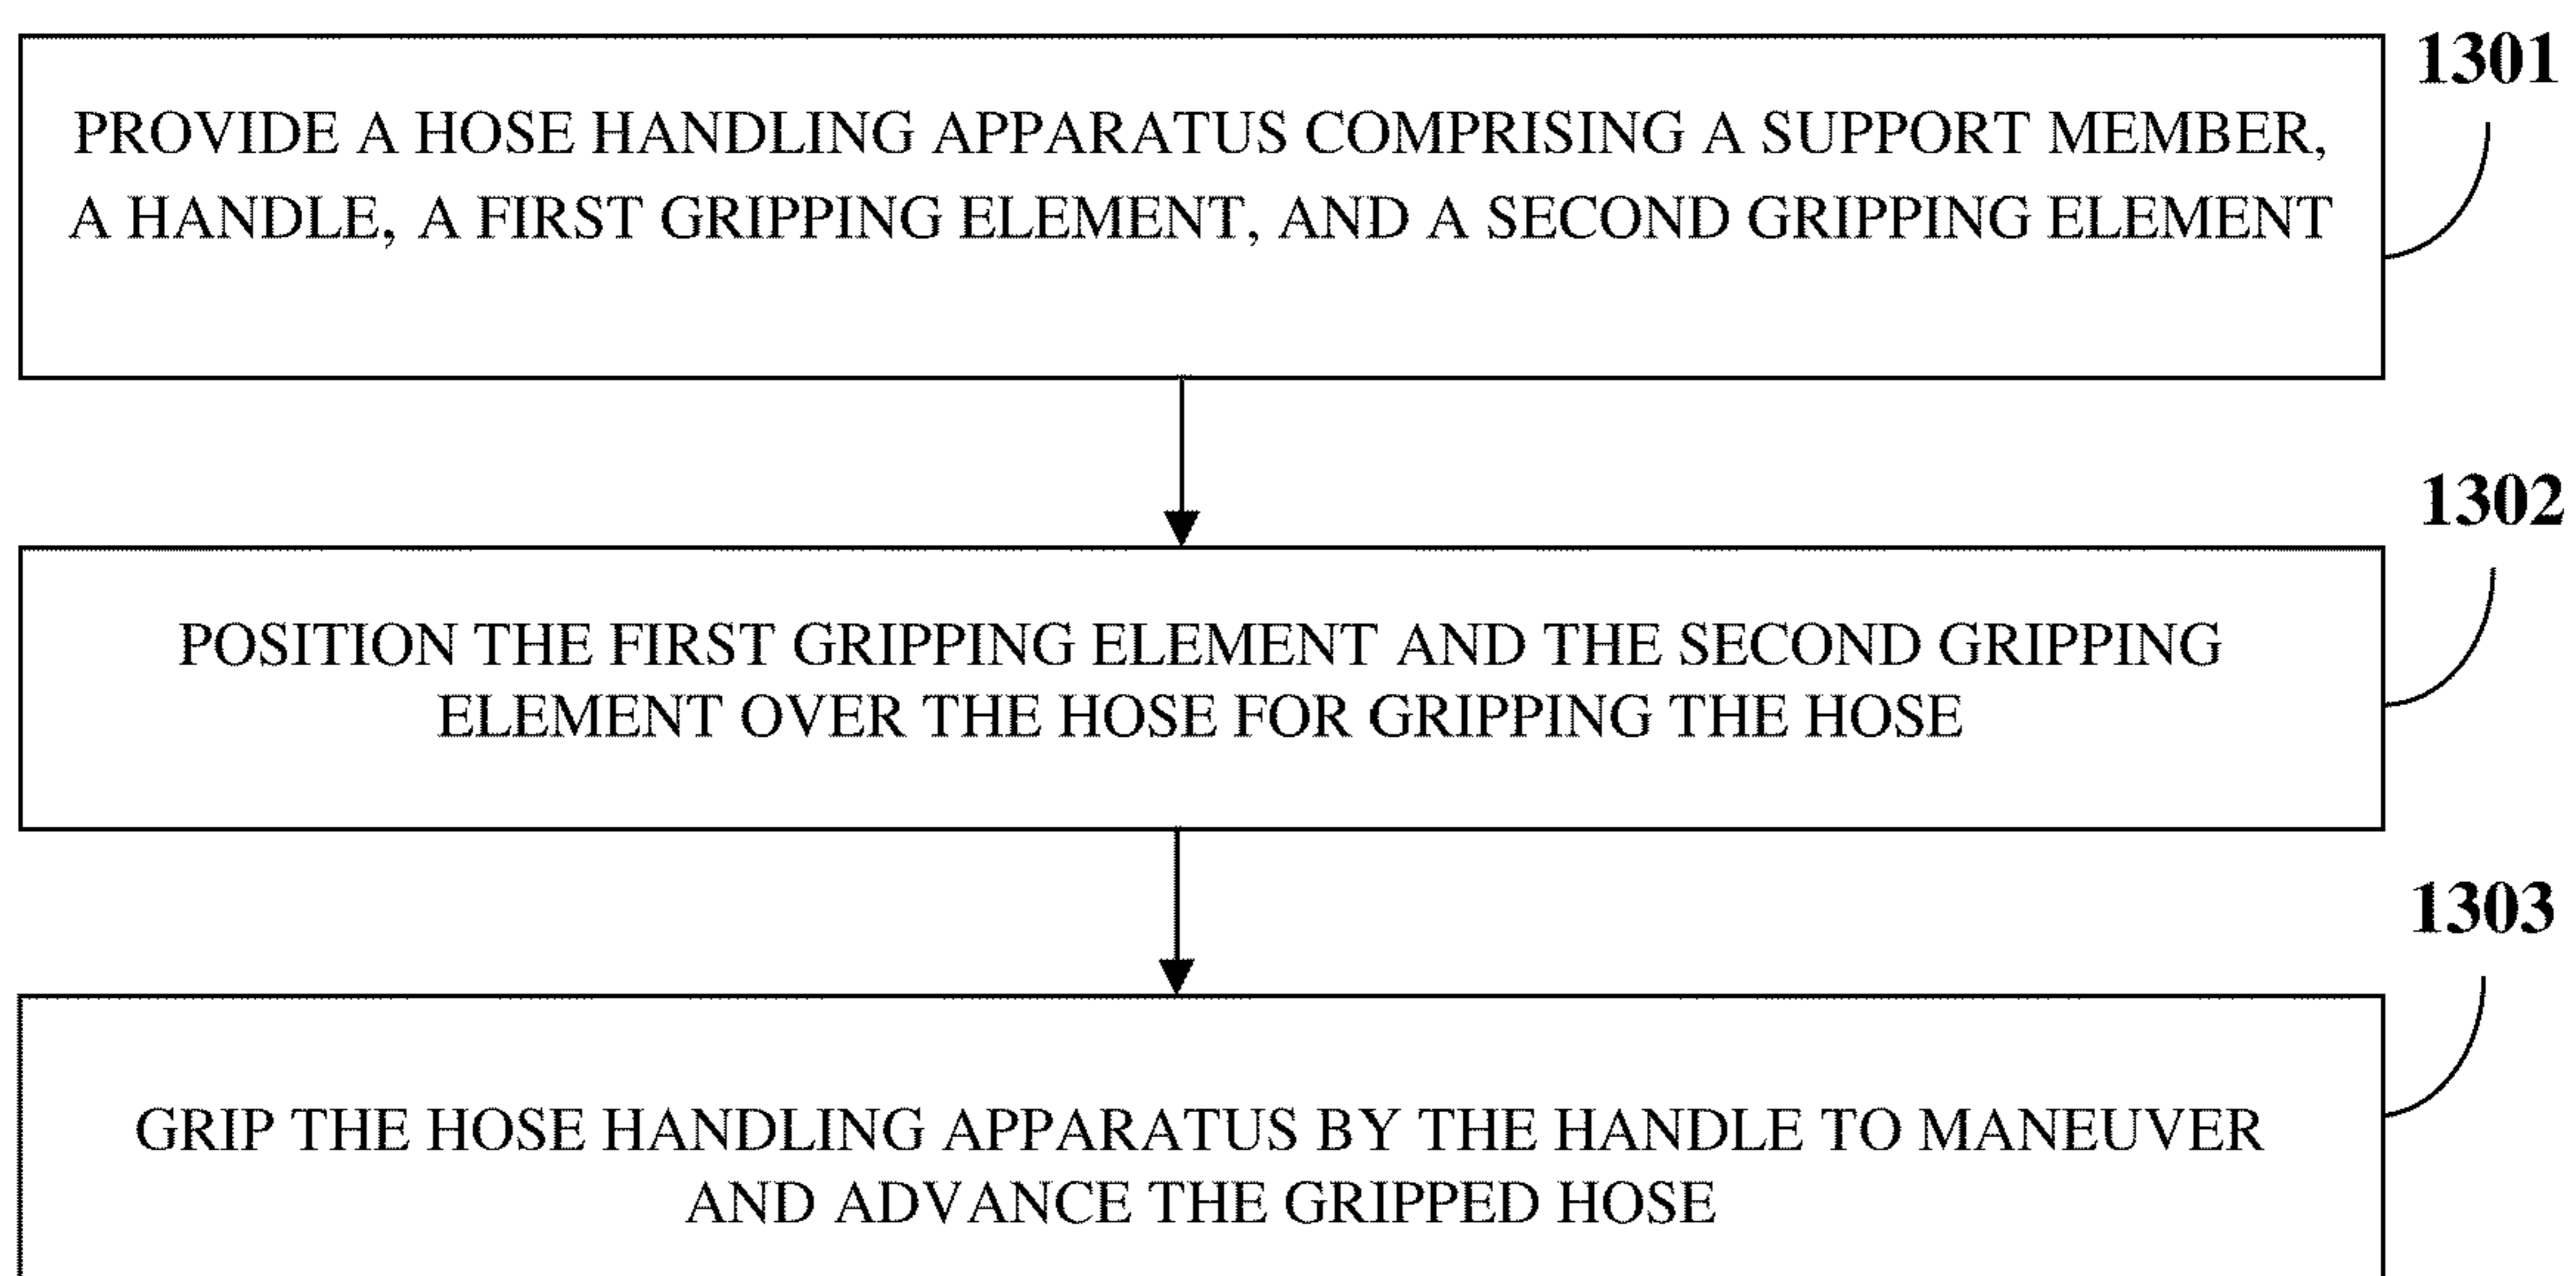 1301
PROVIDE A HOSE HANDLING APPARATUS COMPRISING A SUPPORT MEMBER,
A HANDLE, A FIRST GRIPPING ELEMENT, AND A SECOND GRIPPING ELEMENT
1302
POSITION THE FIRST GRIPPING ELEMENT AND THE SECOND GRIPPING
ELEMENT OVER THE HOSE FOR GRIPPING THE HOSE
1303
GRIP THE HOSE HANDLING APPARATUS BY THE HANDLE TO MANEUVER
AND ADVANCE THE GRIPPED HOSE